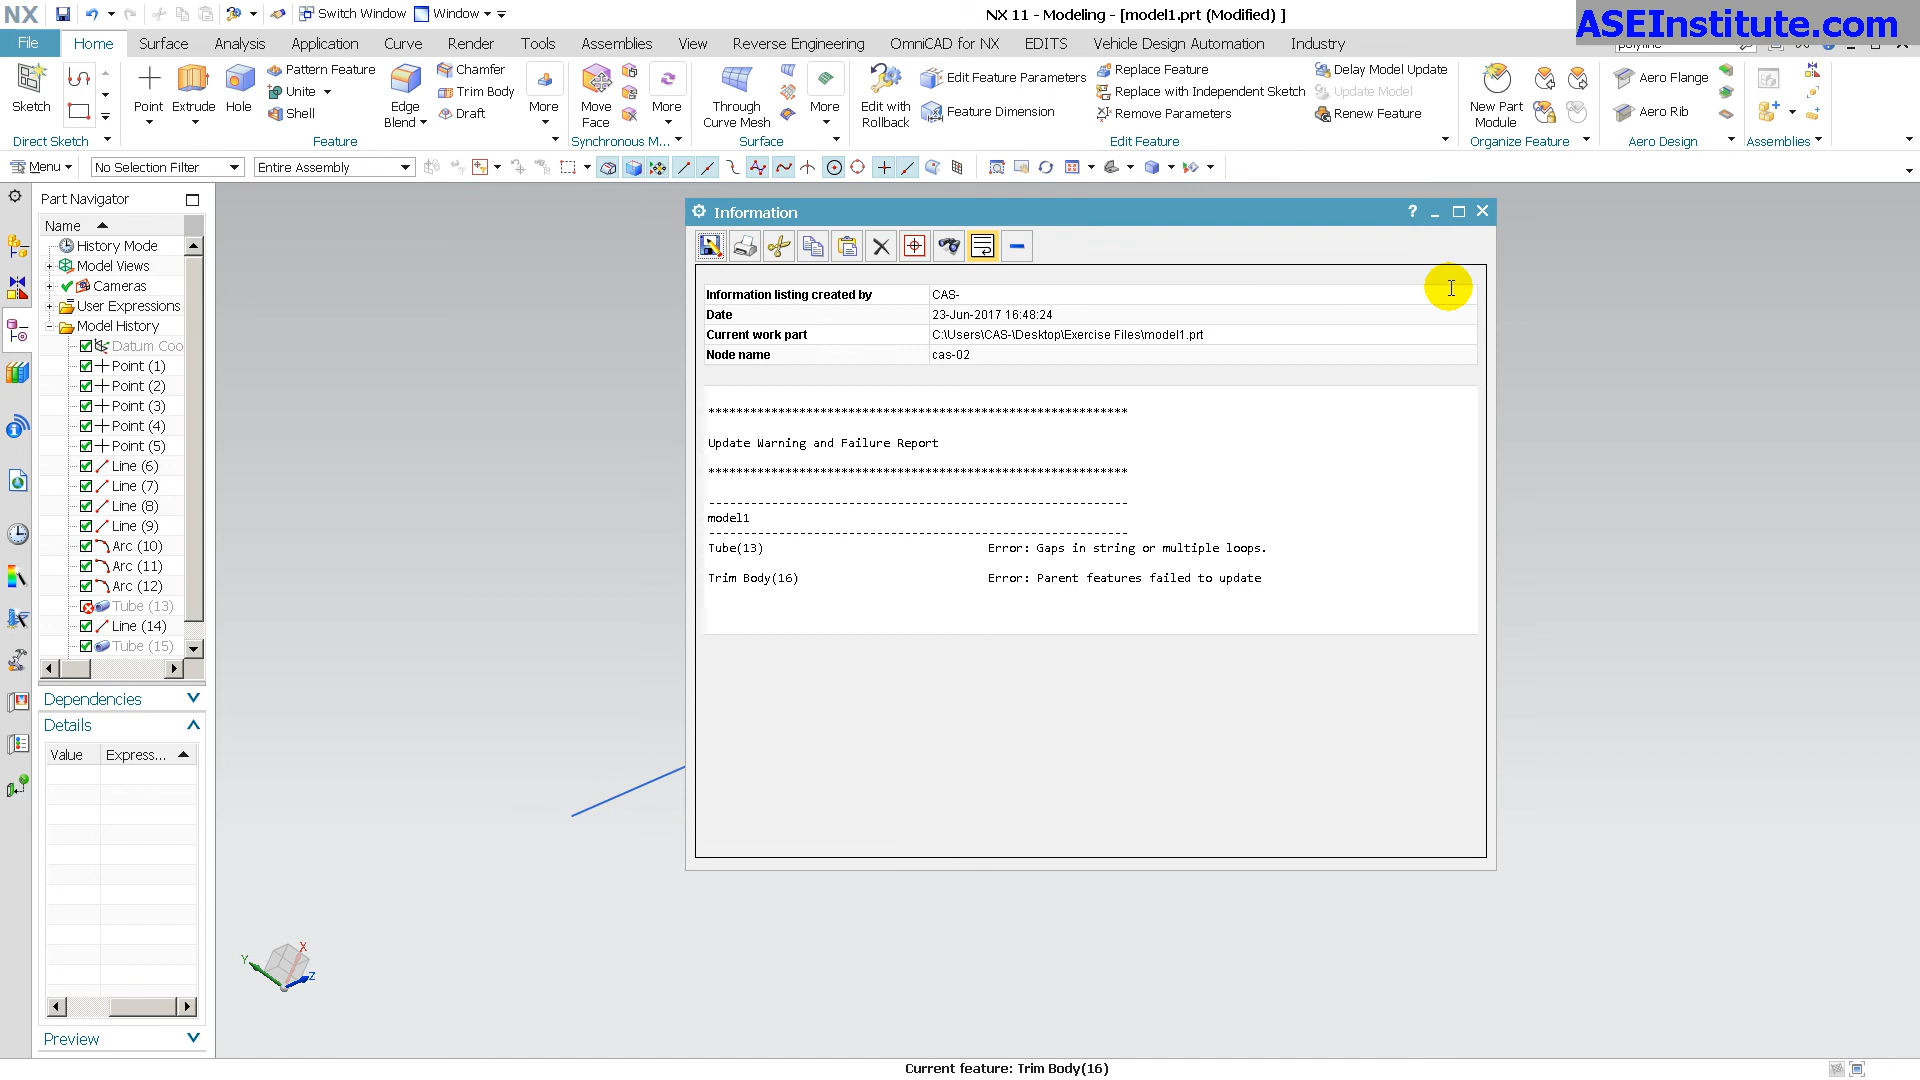 NX
Switch Window
Window
NX 11 - Modeling - [model1.prt (Modified) ]
ASEInstitute.com
File
Home
Surface
Analysis
Application
Curve
Render
Tools
Assemblies
View
Reverse Engineering
OmniCAD for NX
EDITS
Vehicle Design Automation
Industry
Sketch
Direct Sketch
Point
Extrude
Hole
Pattern Feature
Unite
Shell
Edge
Blend
Chamfer
Trim Body
Draft
More
Feature
Move
Face
More
Synchronous M...
Through
Curve Mesh
More
Surface
Edit with
Rollback
Edit Feature Parameters
Feature Dimension
Replace Feature
Replace with Independent Sketch
Remove Parameters
Delay Model Update
Update Model
Renew Feature
Edit Feature
New Part
Module
Organize Feature
Aero Flange
Aero Rib
Aero Design
Assemblies
Menu
No Selection Filter
Entire Assembly
Part Navigator
Name
History Mode
Model Views
Cameras
User Expressions
Model History
Datum Coo
Point (1)
Point (2)
Point (3)
Point (4)
Point (5)
Line (6)
Line (7)
Line (8)
Line (9)
Arc (10)
Arc (11)
Arc (12)
Tube (13)
Line (14)
Tube (15)
Dependencies
Details
Value Express...
Preview
Information
?
Information listing created by CAS-
Date 23-Jun-2017 16:48:24
Current work part C:\Users\CAS-\Desktop\Exercise Files\model1.prt
Node name cas-02
************************************************************
Update Warning and Failure Report
************************************************************
------------------------------------------------------------
model1
------------------------------------------------------------
Tube(13) Error: Gaps in string or multiple loops.
Trim Body(16) Error: Parent features failed to update
X
Y
Z
Current feature: Trim Body(16)